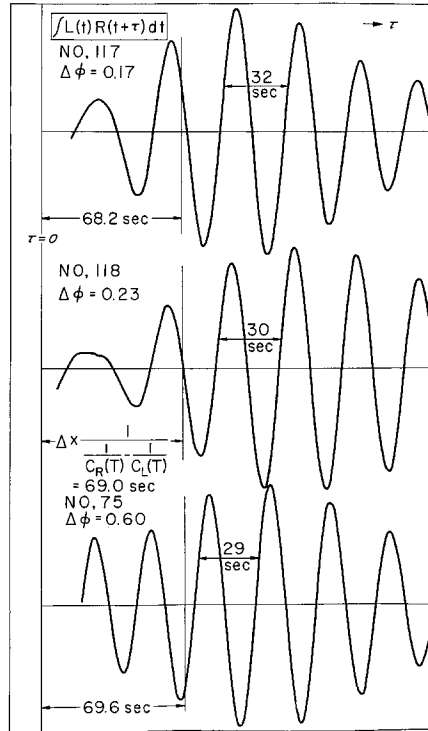 ∫L(t)R(t+τ)dt
→ τ
NO, 117
Δϕ = 0.17
32
sec
68.2 sec
τ=0
NO, 118
Δϕ = 0.23
30
sec
Δ x 1
1/C_R(T) - 1/C_L(T)
= 69.0 sec
NO, 75
Δϕ = 0.60
29
sec
69.6 sec